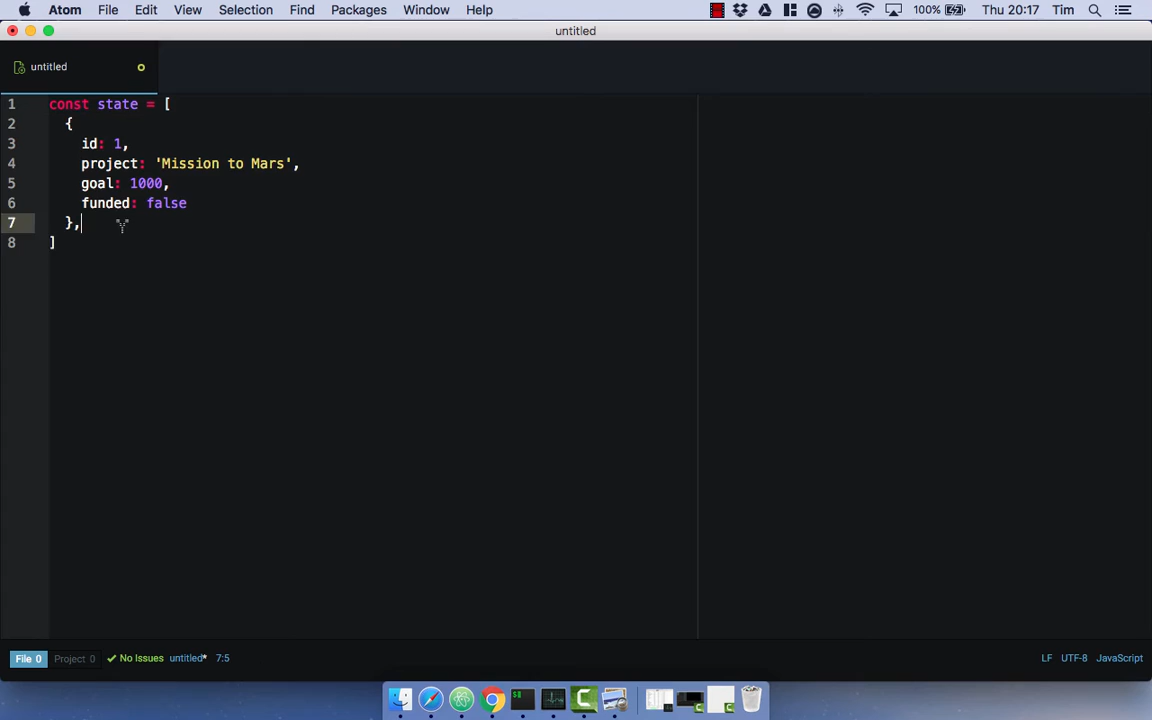 Atom File Edit View Selection Find Packages Window Help 100% Thu 20:17 Tim
untitled
untitled
1 const state = [
2 {
3 id: 1,
4 project: 'Mission to Mars',
5 goal: 1000,
6 funded: false
7 },
8 ]
File 0 Project 0 No Issues untitled* 7:5 LF UTF-8 JavaScript